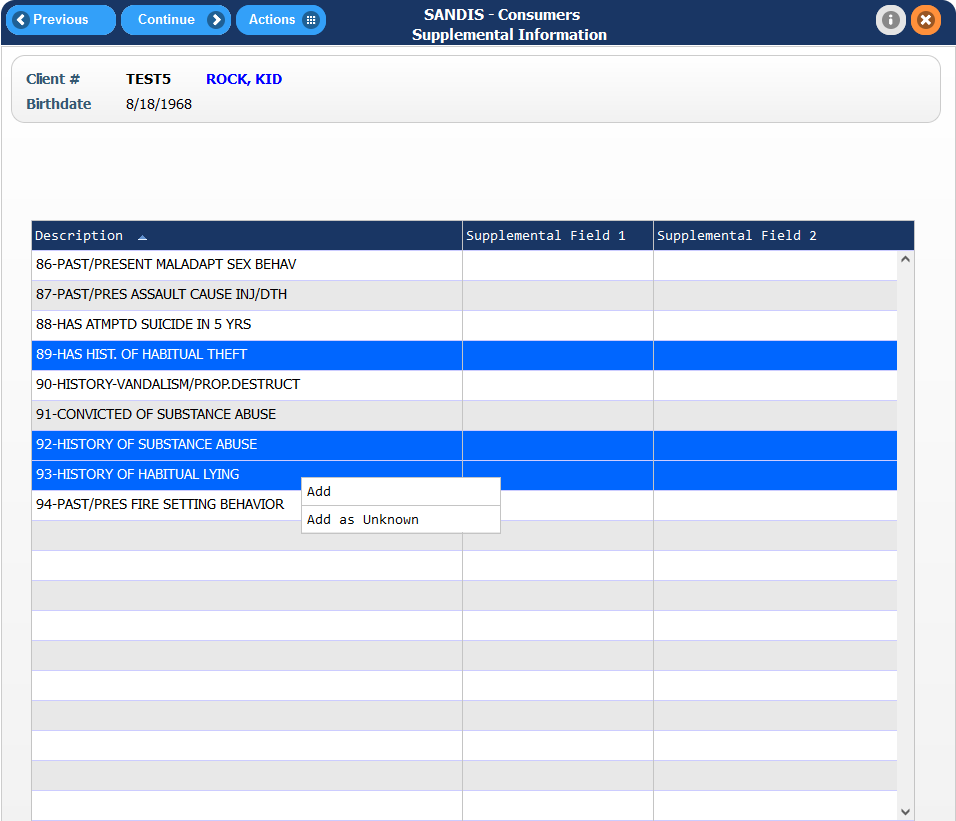 Previous Continue Actions
SANDIS - Consumers
Supplemental Information
Client # TEST5 ROCK, KID
Birthdate 8/18/1968
Description Supplemental Field 1 Supplemental Field 2
86-PAST/PRESENT MALADAPT SEX BEHAV
87-PAST/PRES ASSAULT CAUSE INJ/DTH
88-HAS ATMPTD SUICIDE IN 5 YRS
89-HAS HIST. OF HABITUAL THEFT
90-HISTORY-VANDALISM/PROP.DESTRUCT
91-CONVICTED OF SUBSTANCE ABUSE
92-HISTORY OF SUBSTANCE ABUSE
93-HISTORY OF HABITUAL LYING
Add
94-PAST/PRES FIRE SETTING BEHAVIOR
Add as Unknown